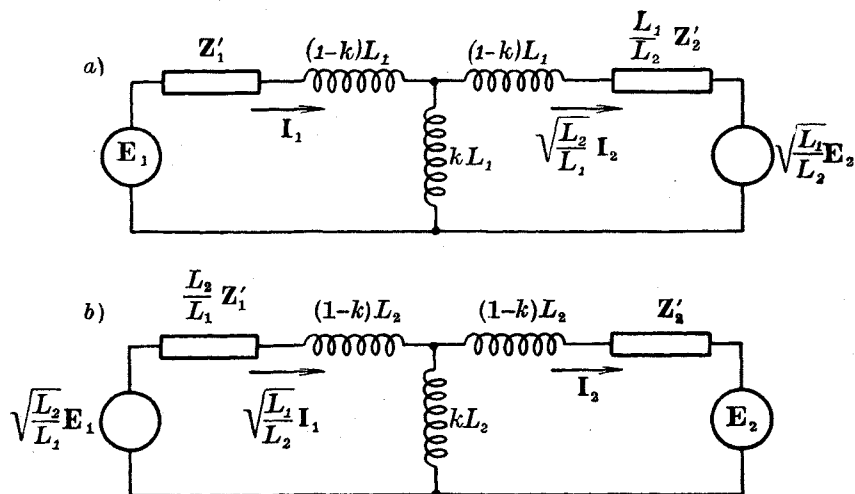 a)
Z′₁
(1-k)L₁
(1-k)L₁
L₁/L₂ Z′₂
E₁
I₁
kL₁
√(L₂/L₁) I₂
√(L₁/L₂) E₂
b)
L₂/L₁ Z′₁
(1-k)L₂
(1-k)L₂
Z′₂
√(L₂/L₁) E₁
√(L₁/L₂) I₁
kL₂
I₂
E₂